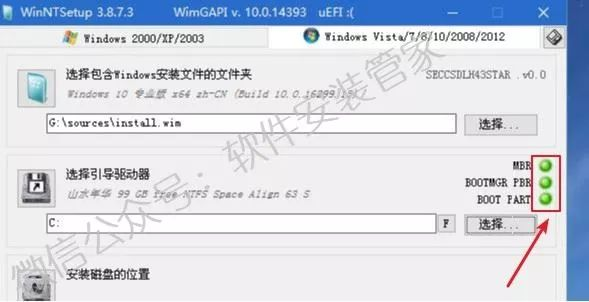 WinNTSetup 3.8.7.3 WimGAPI v. 10.0.14393 uEFI :(
Windows 2000/XP/2003 Windows Vista/7/8/10/2008/2012
选择包含Windows安装文件的文件夹 SECCSDLH43STAR .v0.0
Windows 10 专业版 x64 zh-CN (Build 10.0.16299.15)
G:\sources\install.wim 选择...
MBR
选择引导驱动器 BOOTMGR PBR
山水年华 99 GB free NTFS Space Align 63 S BOOT PART
C: F 选择...
安装磁盘的位置
微信公众号：软件安装管家